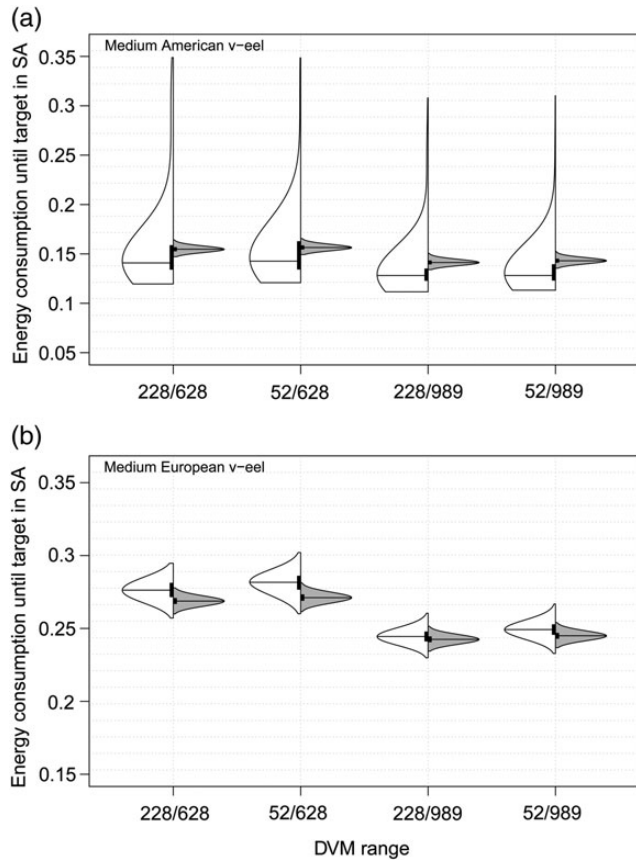 (a)
Medium American v-eel
Energy consumption until target in SA
0.35
0.3
0.25
0.2
0.15
0.1
0.05
228/628 52/628 228/989 52/989
(b)
Medium European v-eel
Energy consumption until target in SA
0.35
0.3
0.25
0.2
0.15
228/628 52/628 228/989 52/989
DVM range